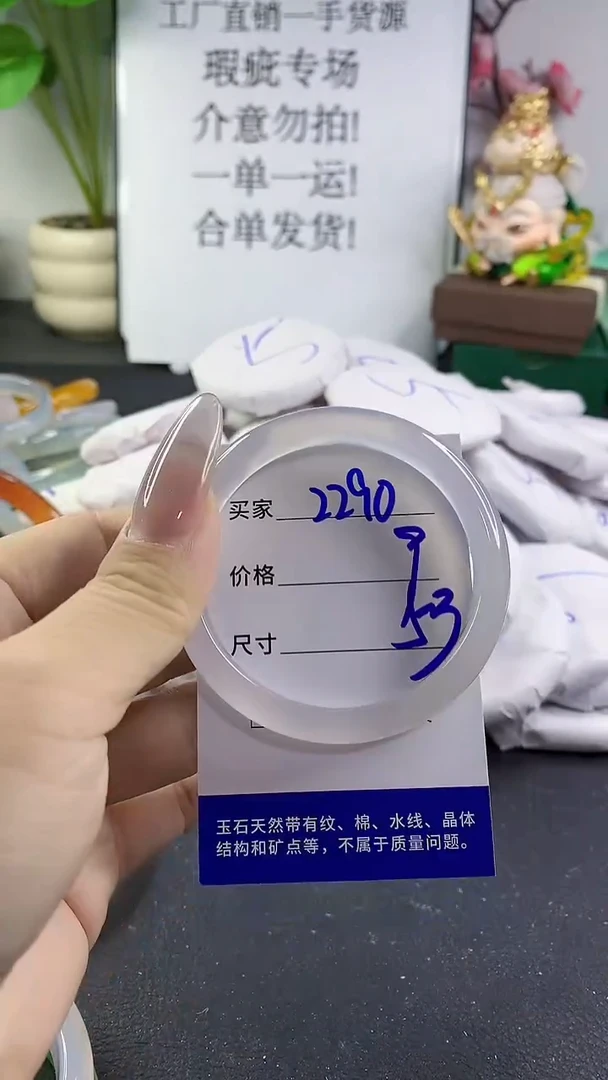 工厂直销一手货源
瑕疵专场
介意勿拍!
一单一运!
合单发货!
买家 2290
价格
尺寸 53
玉石天然带有纹、棉、水线、晶体
结构和矿点等，不属于质量问题。